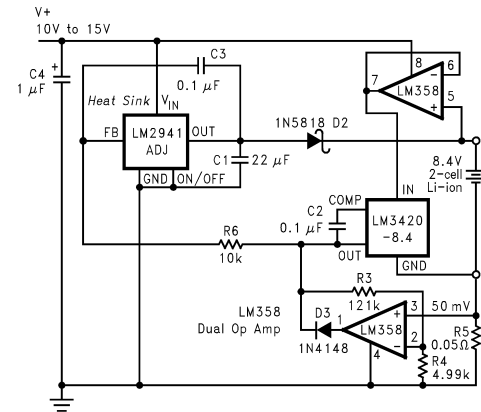 V+
10V to 15V
C4
+
1 μF
C3
0.1 μF
Heat Sink
VIN
FB
LM2941
ADJ
OUT
GND
ON/OFF
C1
22 μF
1N5818 D2
8
7
6
−
LM358
+
5
8.4V
2-cell
Li-ion
IN
COMP
C2
0.1 μF
LM3420
-8.4
OUT
GND
R6
10k
R3
121k
LM358
Dual Op Amp
D3
1N4148
1
+
3
LM358
−
2
4
50 mV
R5
0.05Ω
R4
4.99k